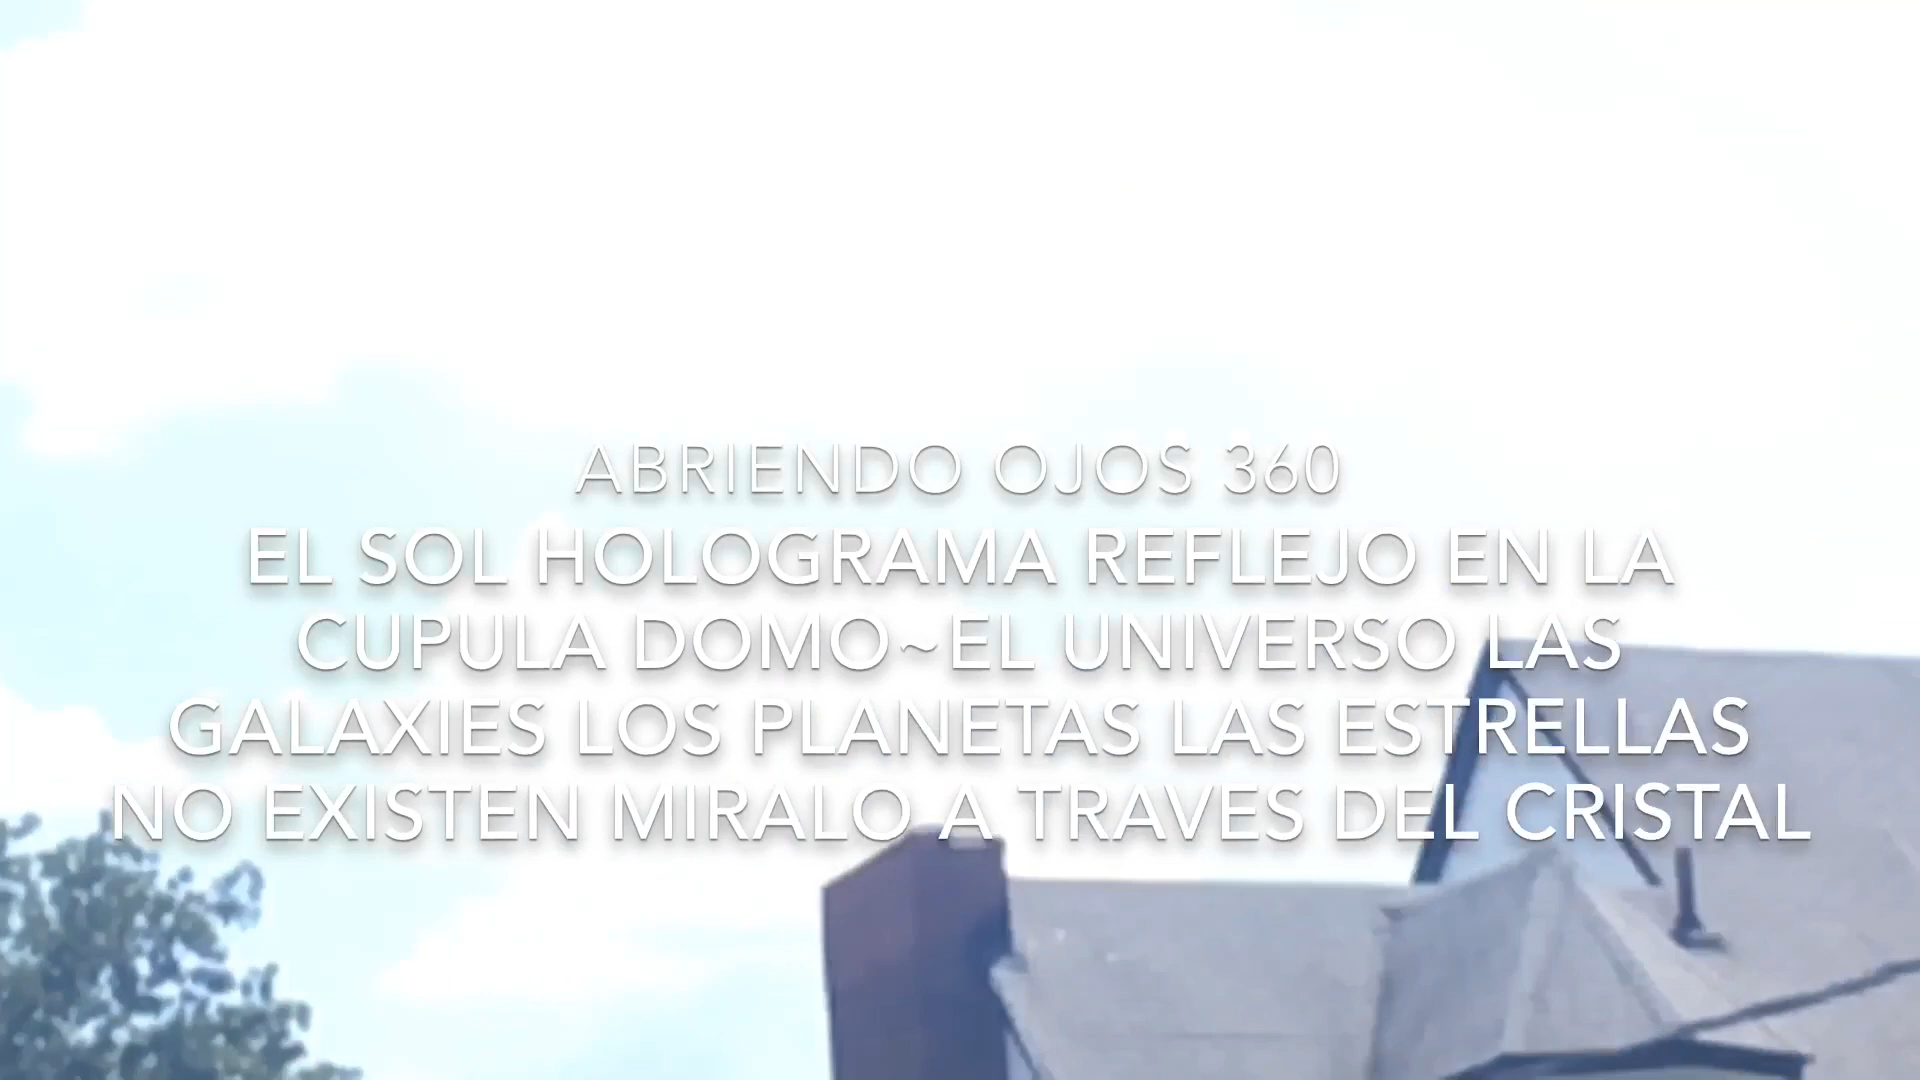 ABRIENDO OJOS 360
EL SOL HOLOGRAMA REFLEJO EN LA
CUPULA DOMO~EL UNIVERSO LAS
GALAXIES LOS PLANETAS LAS ESTRELLAS
NO EXISTEN MIRALO A TRAVES DEL CRISTAL